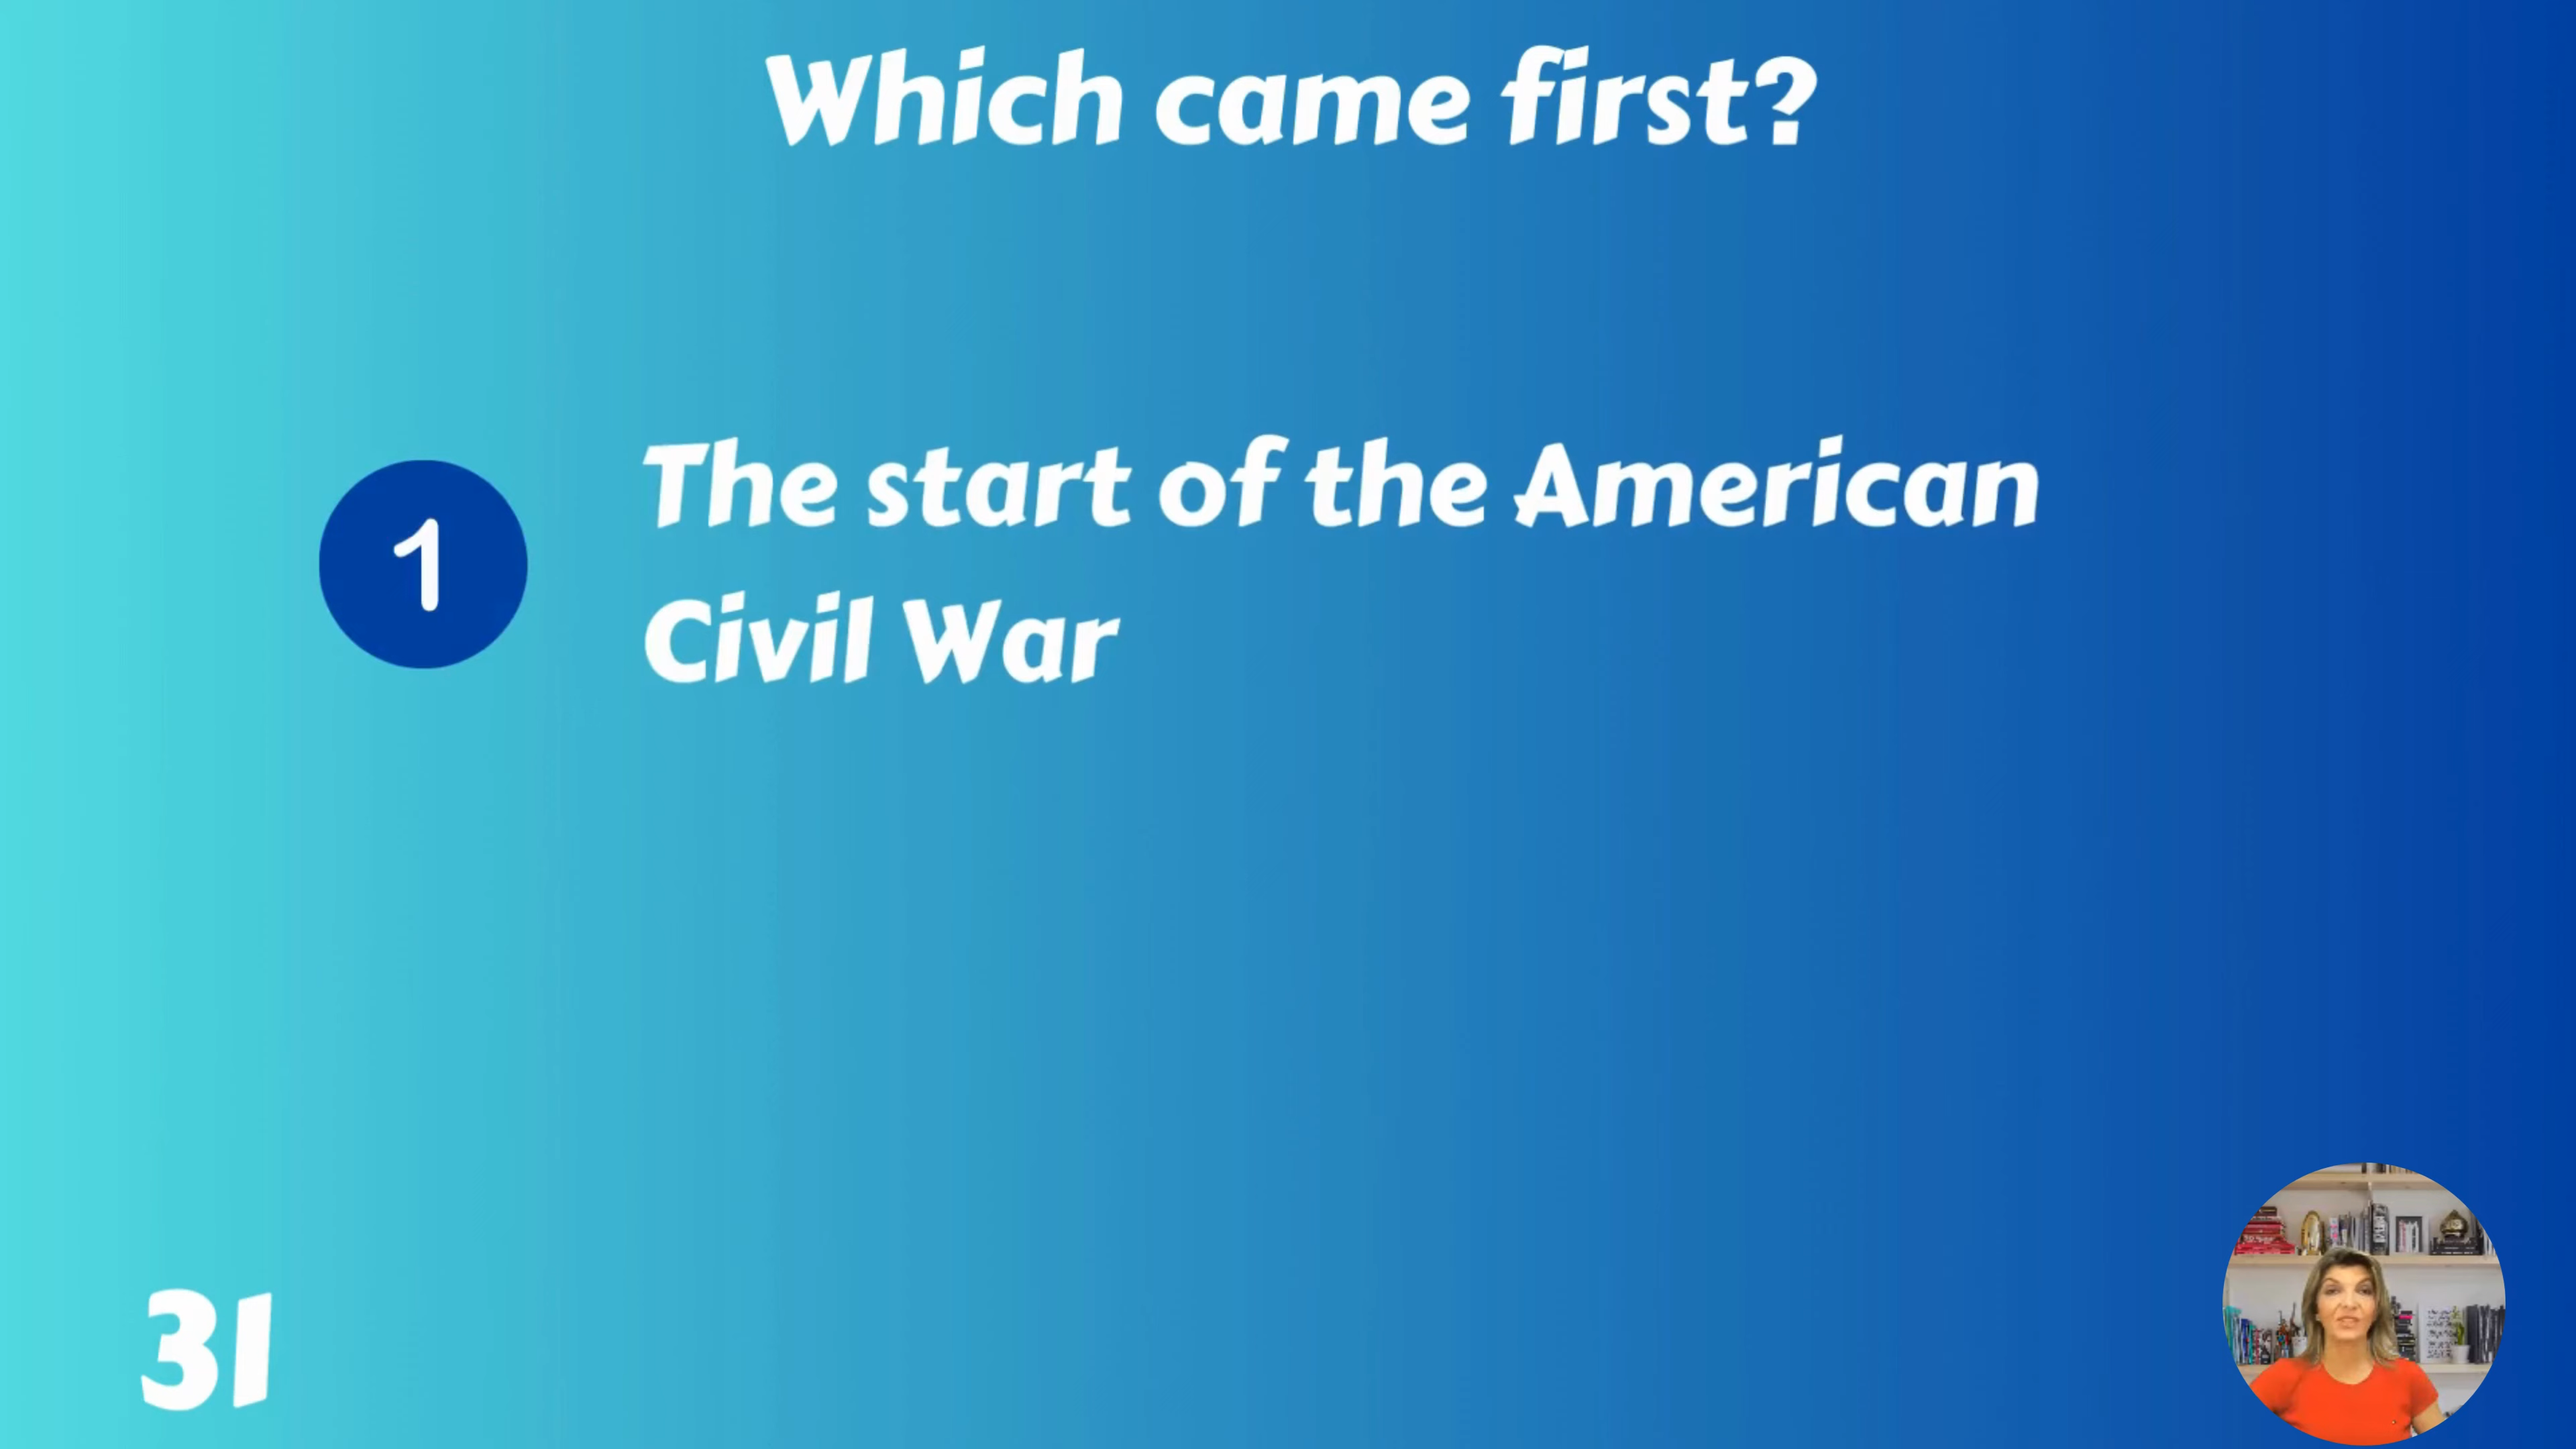 Which came first?
1
The start of the American
Civil War
31